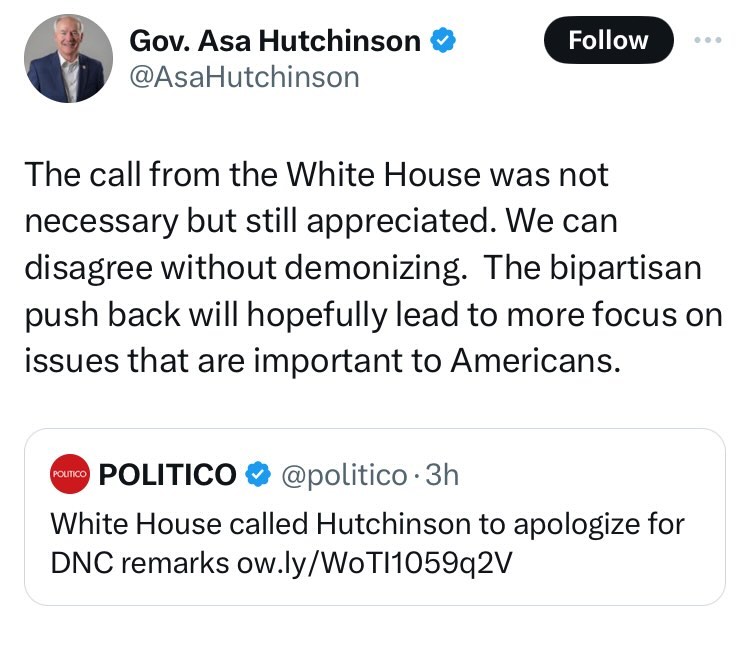 Gov. Asa Hutchinson
@AsaHutchinson
Follow
The call from the White House was not
necessary but still appreciated. We can
disagree without demonizing.  The bipartisan
push back will hopefully lead to more focus on
issues that are important to Americans.
POLITICO
POLITICO @politico · 3h
White House called Hutchinson to apologize for
DNC remarks ow.ly/WoTI1059q2V